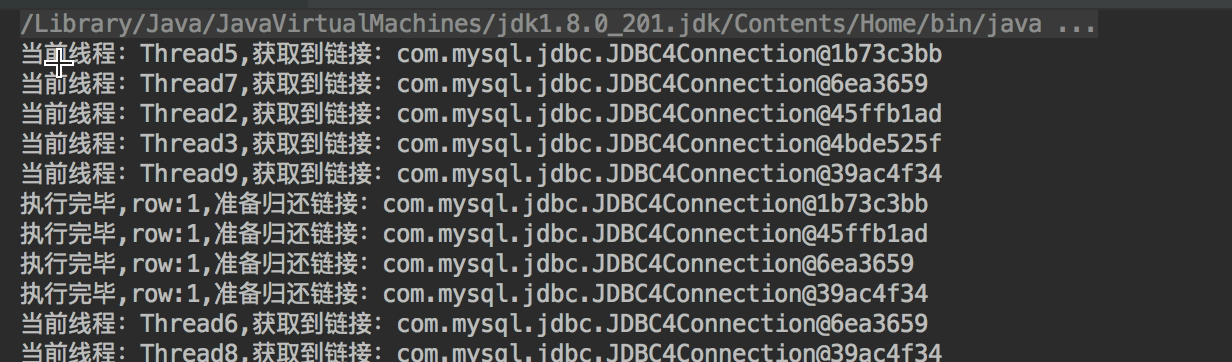 /Library/Java/JavaVirtualMachines/jdk1.8.0_201.jdk/Contents/Home/bin/java ...
当前线程：Thread5,获取到链接：com.mysql.jdbc.JDBC4Connection@1b73c3bb
当前线程：Thread7,获取到链接：com.mysql.jdbc.JDBC4Connection@6ea3659
当前线程：Thread2,获取到链接：com.mysql.jdbc.JDBC4Connection@45ffb1ad
当前线程：Thread3,获取到链接：com.mysql.jdbc.JDBC4Connection@4bde525f
当前线程：Thread9,获取到链接：com.mysql.jdbc.JDBC4Connection@39ac4f34
执行完毕,row:1,准备归还链接：com.mysql.jdbc.JDBC4Connection@1b73c3bb
执行完毕,row:1,准备归还链接：com.mysql.jdbc.JDBC4Connection@45ffb1ad
执行完毕,row:1,准备归还链接：com.mysql.jdbc.JDBC4Connection@6ea3659
执行完毕,row:1,准备归还链接：com.mysql.jdbc.JDBC4Connection@39ac4f34
当前线程：Thread6,获取到链接：com.mysql.jdbc.JDBC4Connection@6ea3659
当前线程：Thread8,获取到链接：com.mysql.jdbc.JDBC4Connection@39ac4f34